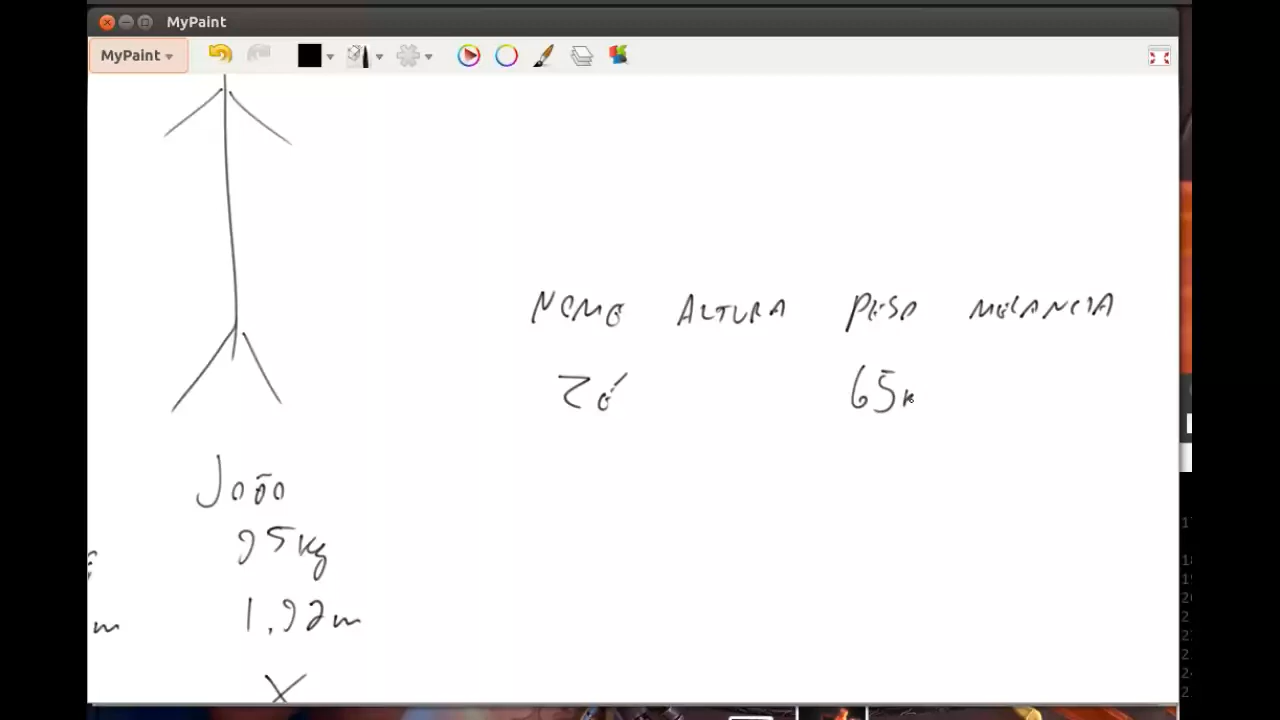 MyPaint
MyPaint
NOME ALTURA PESO MELANCIA
Zé 65k
João
95kg
m 1.92m
X